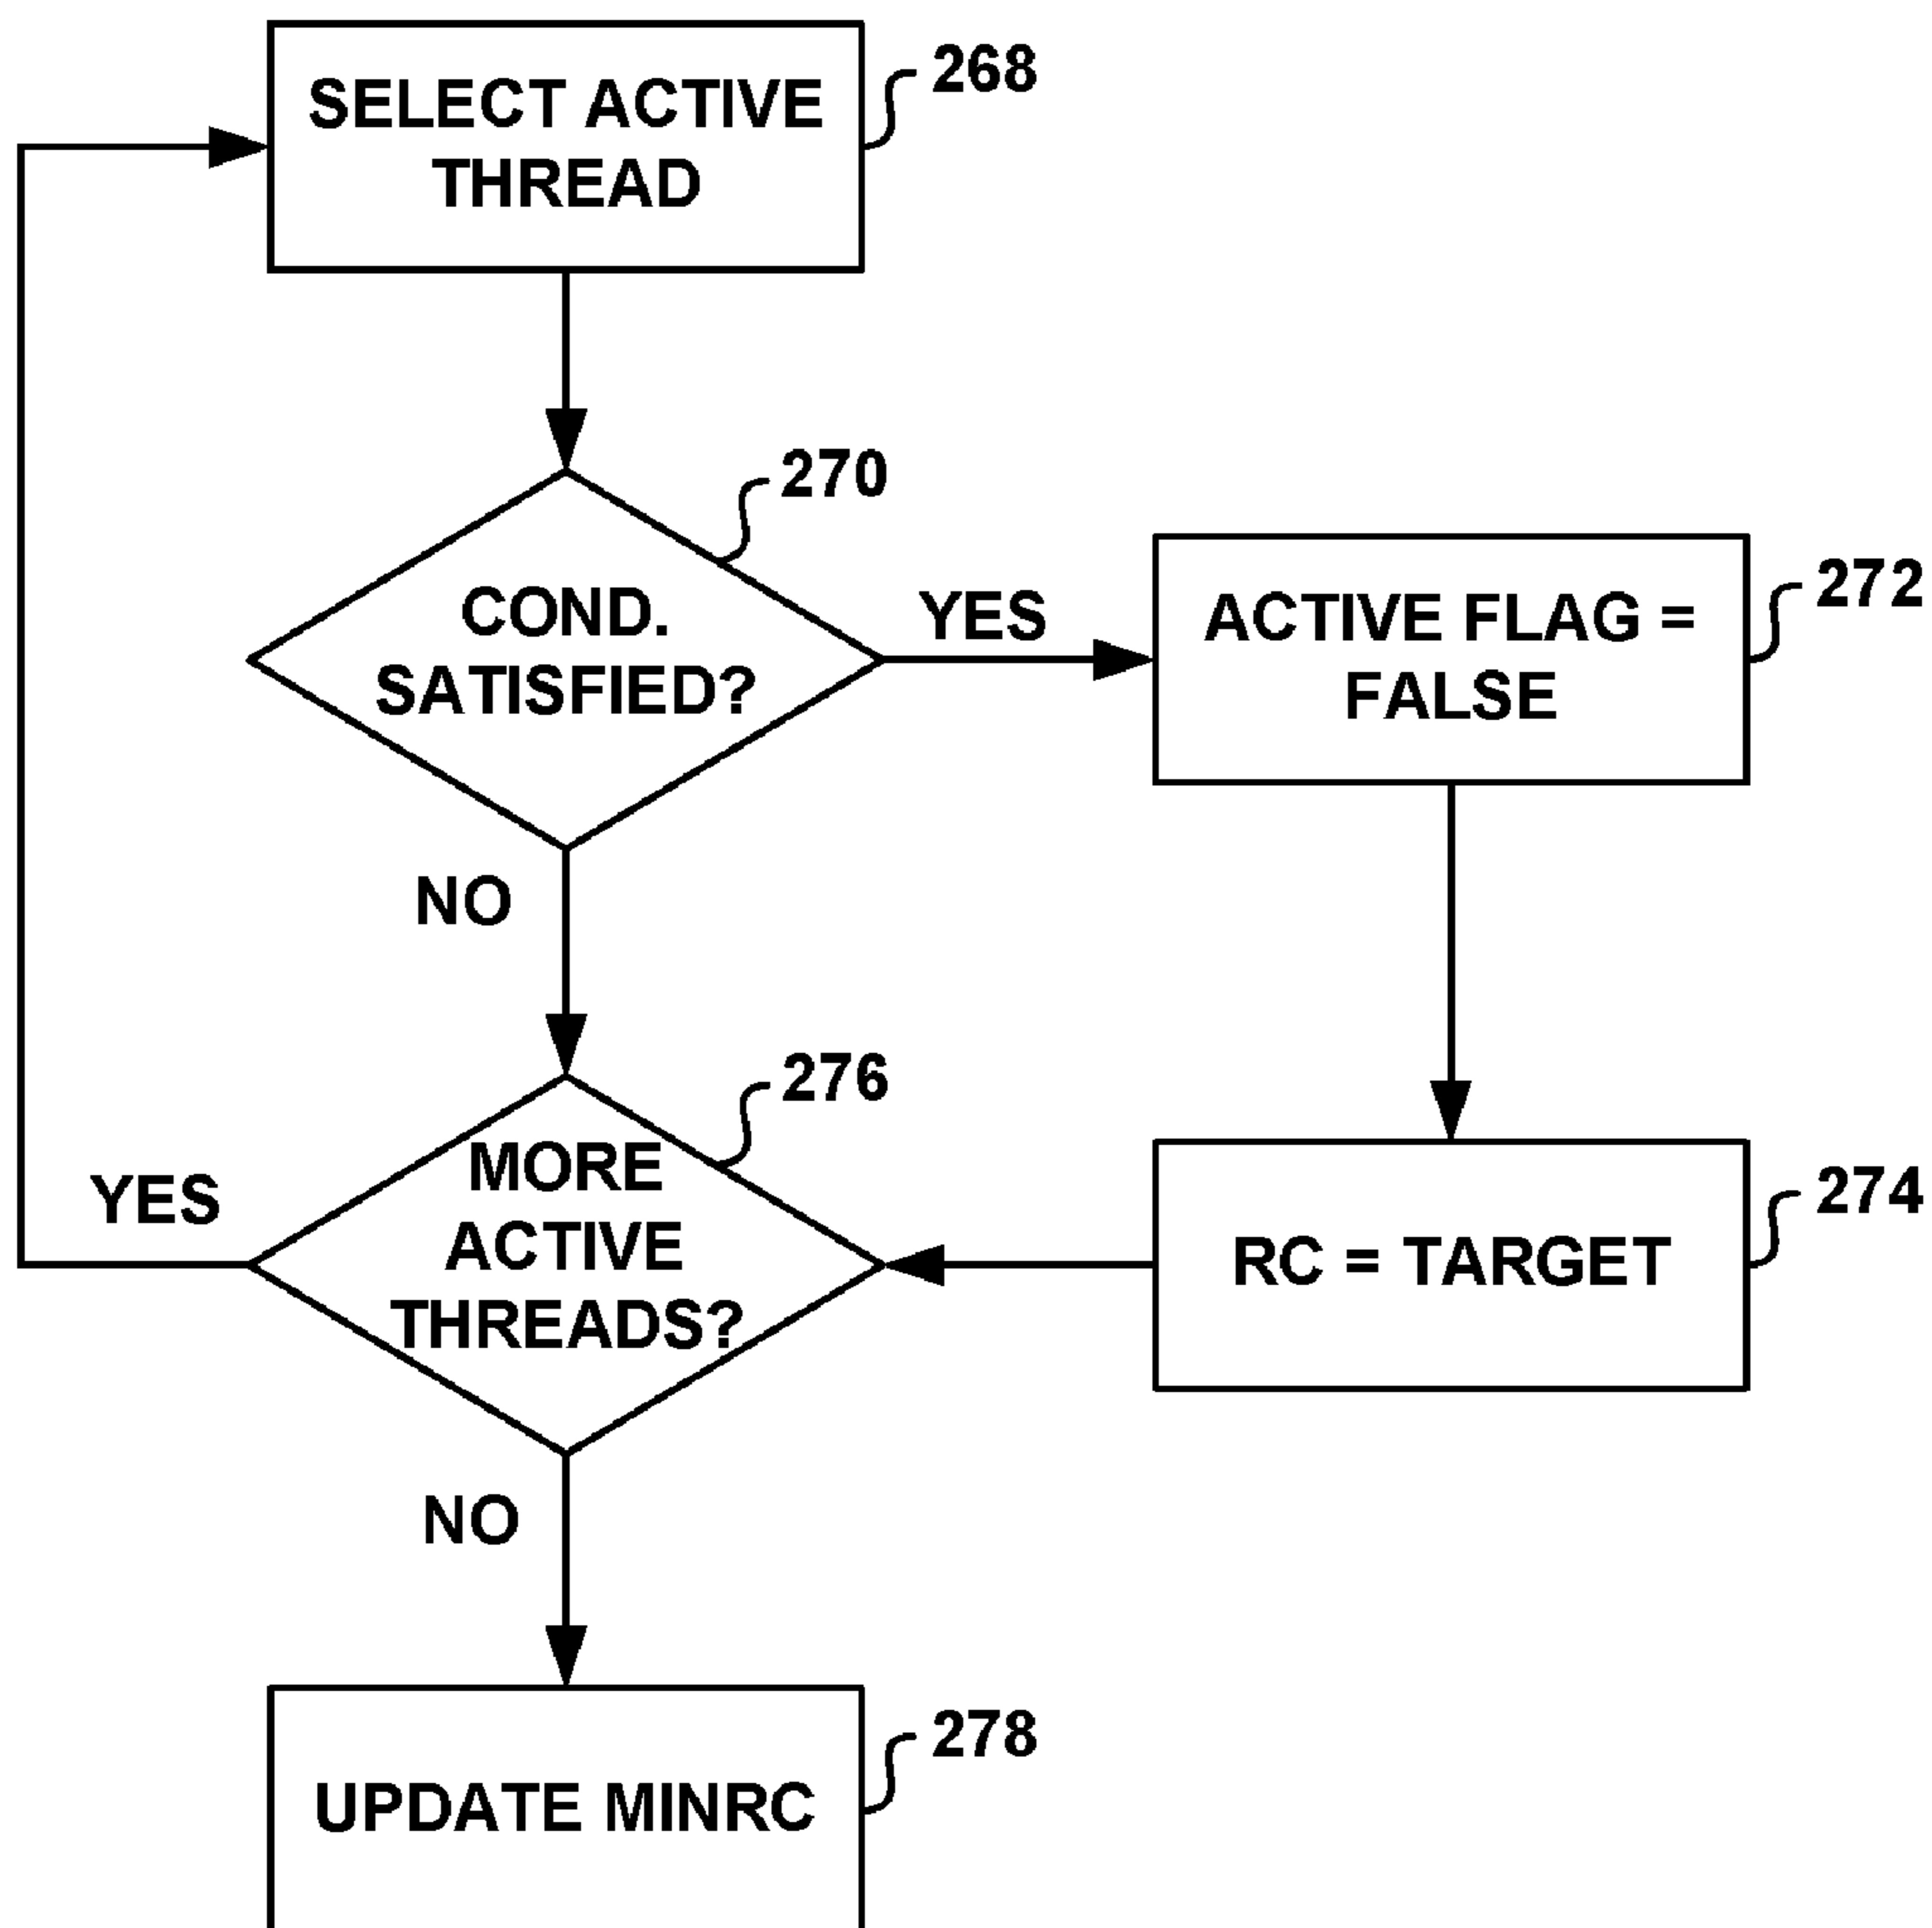 SELECT ACTIVE
THREAD
268
270
COND.
SATISFIED?
YES
ACTIVE FLAG =
FALSE
272
NO
276
MORE
ACTIVE
THREADS?
YES
RC = TARGET
274
NO
278
UPDATE MINRC